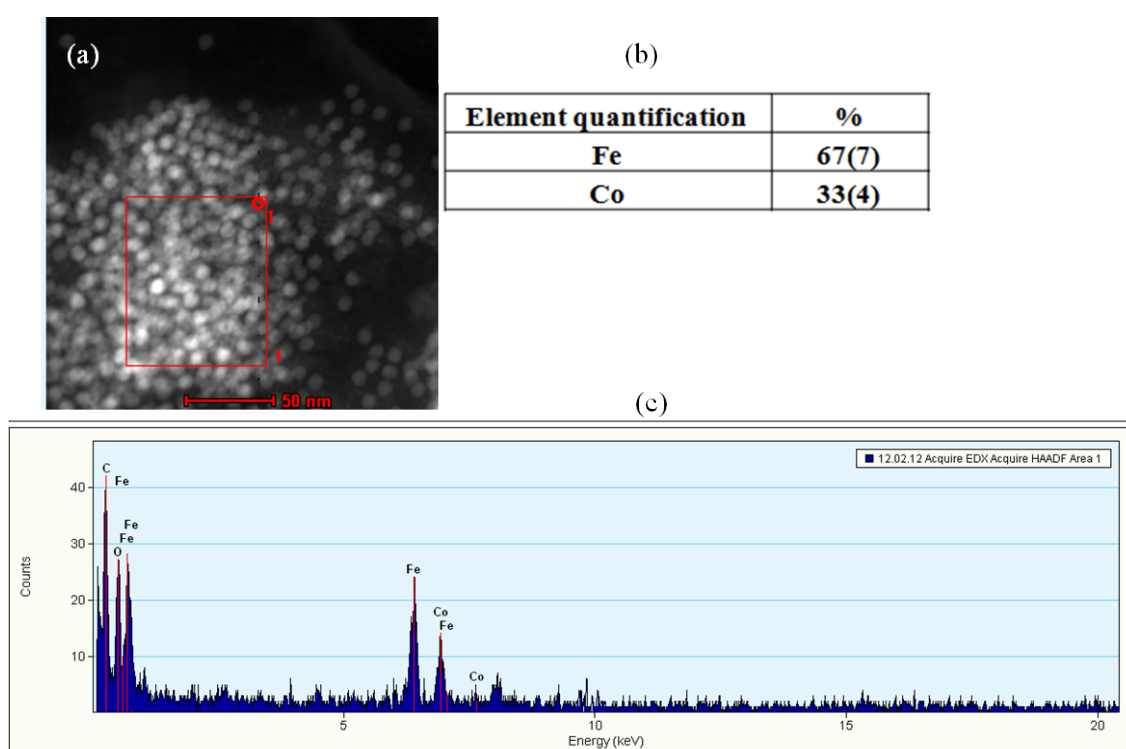 (a)
(b)
Element quantification %
Fe 67(7)
Co 33(4)
1
1
50 nm
(c)
12.02.12 Acquire EDX Acquire HAADF Area 1
C
Fe
Fe
Fe
O
Fe
Co
Fe
Co
40
30
20
10
Counts
5 10 15 20
Energy (keV)